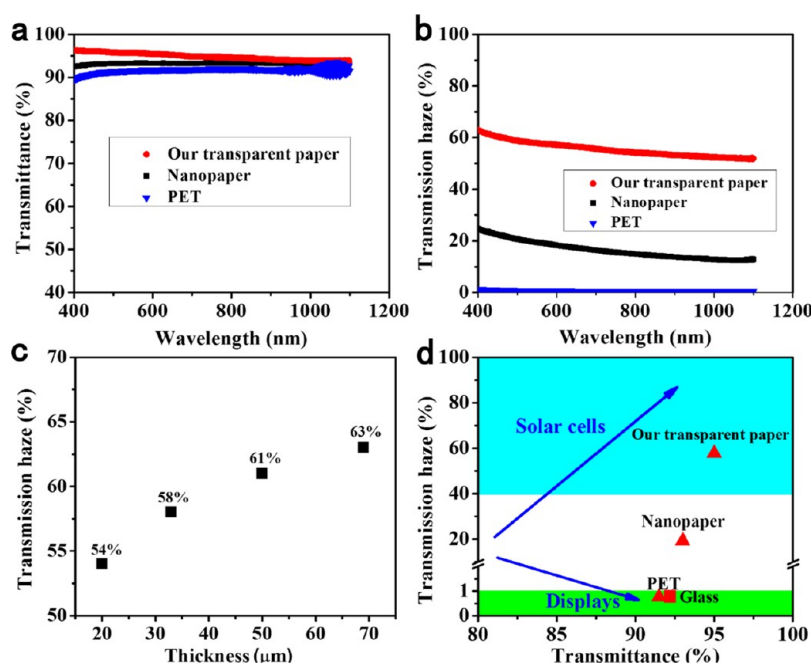 a
100
90
80
70
60
50
40
Transmittance (%)
Our transparent paper
Nanopaper
PET
400 600 800 1000 1200
Wavelength (nm)
b
100
80
60
40
20
0
Transmission haze (%)
Our transparent paper
Nanopaper
PET
400 600 800 1000 1200
Wavelength (nm)
c
70
65
60
55
50
Transmission haze (%)
54%
58%
61%
63%
20 30 40 50 60 70
Thickness (μm)
d
100
80
60
40
20
1
0
Transmission haze (%)
Solar cells
Our transparent paper
Nanopaper
PET
Glass
Displays
80 85 90 95 100
Transmittance (%)